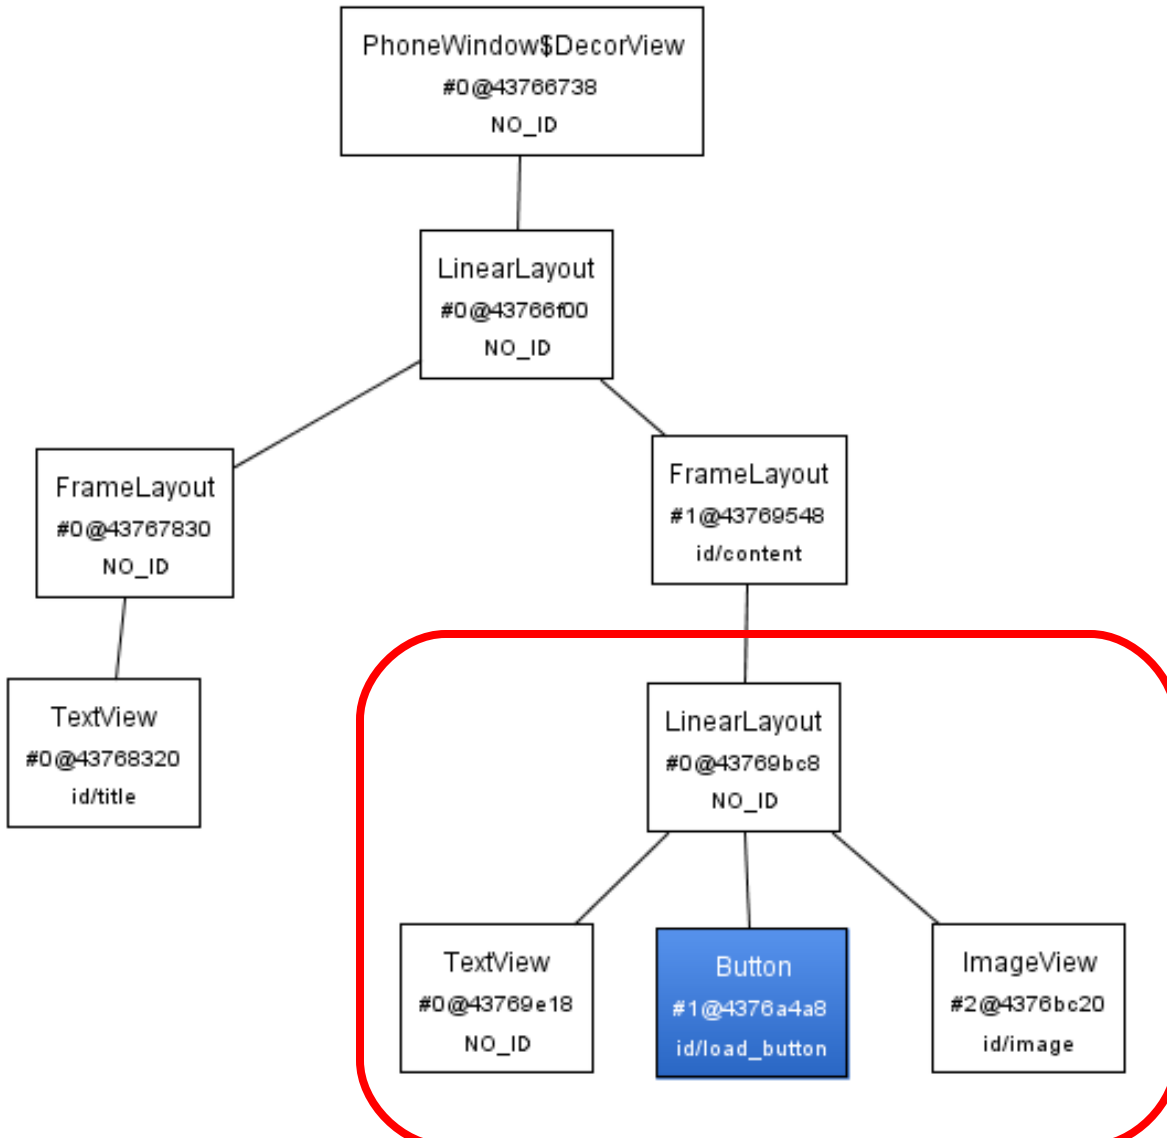 PhoneWindow$DecorView
#0@43766738
NO_ID
LinearLayout
#0@43766f00
NO_ID
FrameLayout
#0@43767830
NO_ID
FrameLayout
#1@43769548
id/content
TextView
#0@43768320
id/title
LinearLayout
#0@43769bc8
NO_ID
TextView
#0@43769e18
NO_ID
Button
#1@4376a4a8
id/load_button
ImageView
#2@4376bc20
id/image